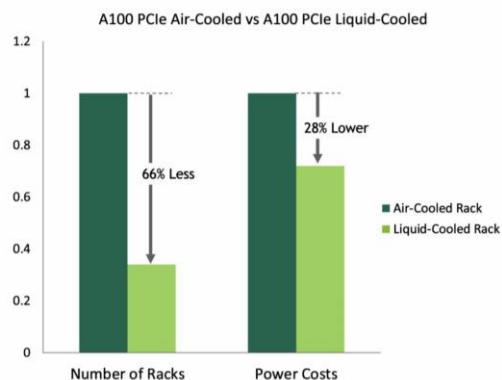 A100 PCIe Air-Cooled vs A100 PCIe Liquid-Cooled
1.2
1
0.8
0.6
0.4
0.2
0
66% Less
28% Lower
Air-Cooled Rack
Liquid-Cooled Rack
Number of Racks
Power Costs